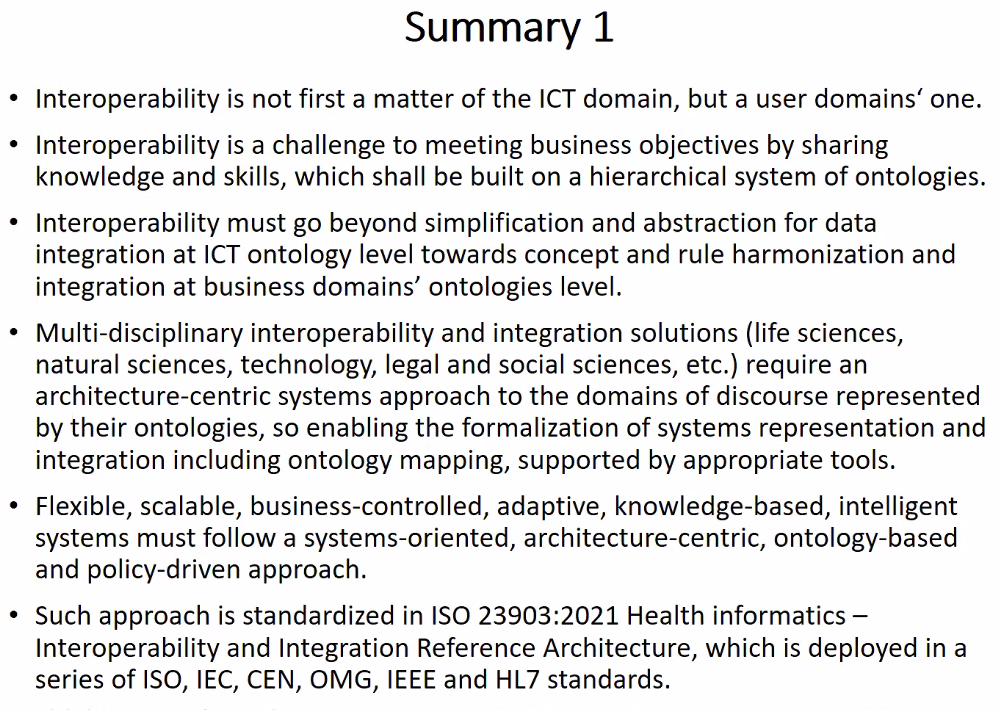 Summary 1
• Interoperability is not first a matter of the ICT domain, but a user domains‘ one.
• Interoperability is a challenge to meeting business objectives by sharing
knowledge and skills, which shall be built on a hierarchical system of ontologies.
• Interoperability must go beyond simplification and abstraction for data
integration at ICT ontology level towards concept and rule harmonization and
integration at business domains’ ontologies level.
• Multi-disciplinary interoperability and integration solutions (life sciences,
natural sciences, technology, legal and social sciences, etc.) require an
architecture-centric systems approach to the domains of discourse represented
by their ontologies, so enabling the formalization of systems representation and
integration including ontology mapping, supported by appropriate tools.
• Flexible, scalable, business-controlled, adaptive, knowledge-based, intelligent
systems must follow a systems-oriented, architecture-centric, ontology-based
and policy-driven approach.
• Such approach is standardized in ISO 23903:2021 Health informatics –
Interoperability and Integration Reference Architecture, which is deployed in a
series of ISO, IEC, CEN, OMG, IEEE and HL7 standards.